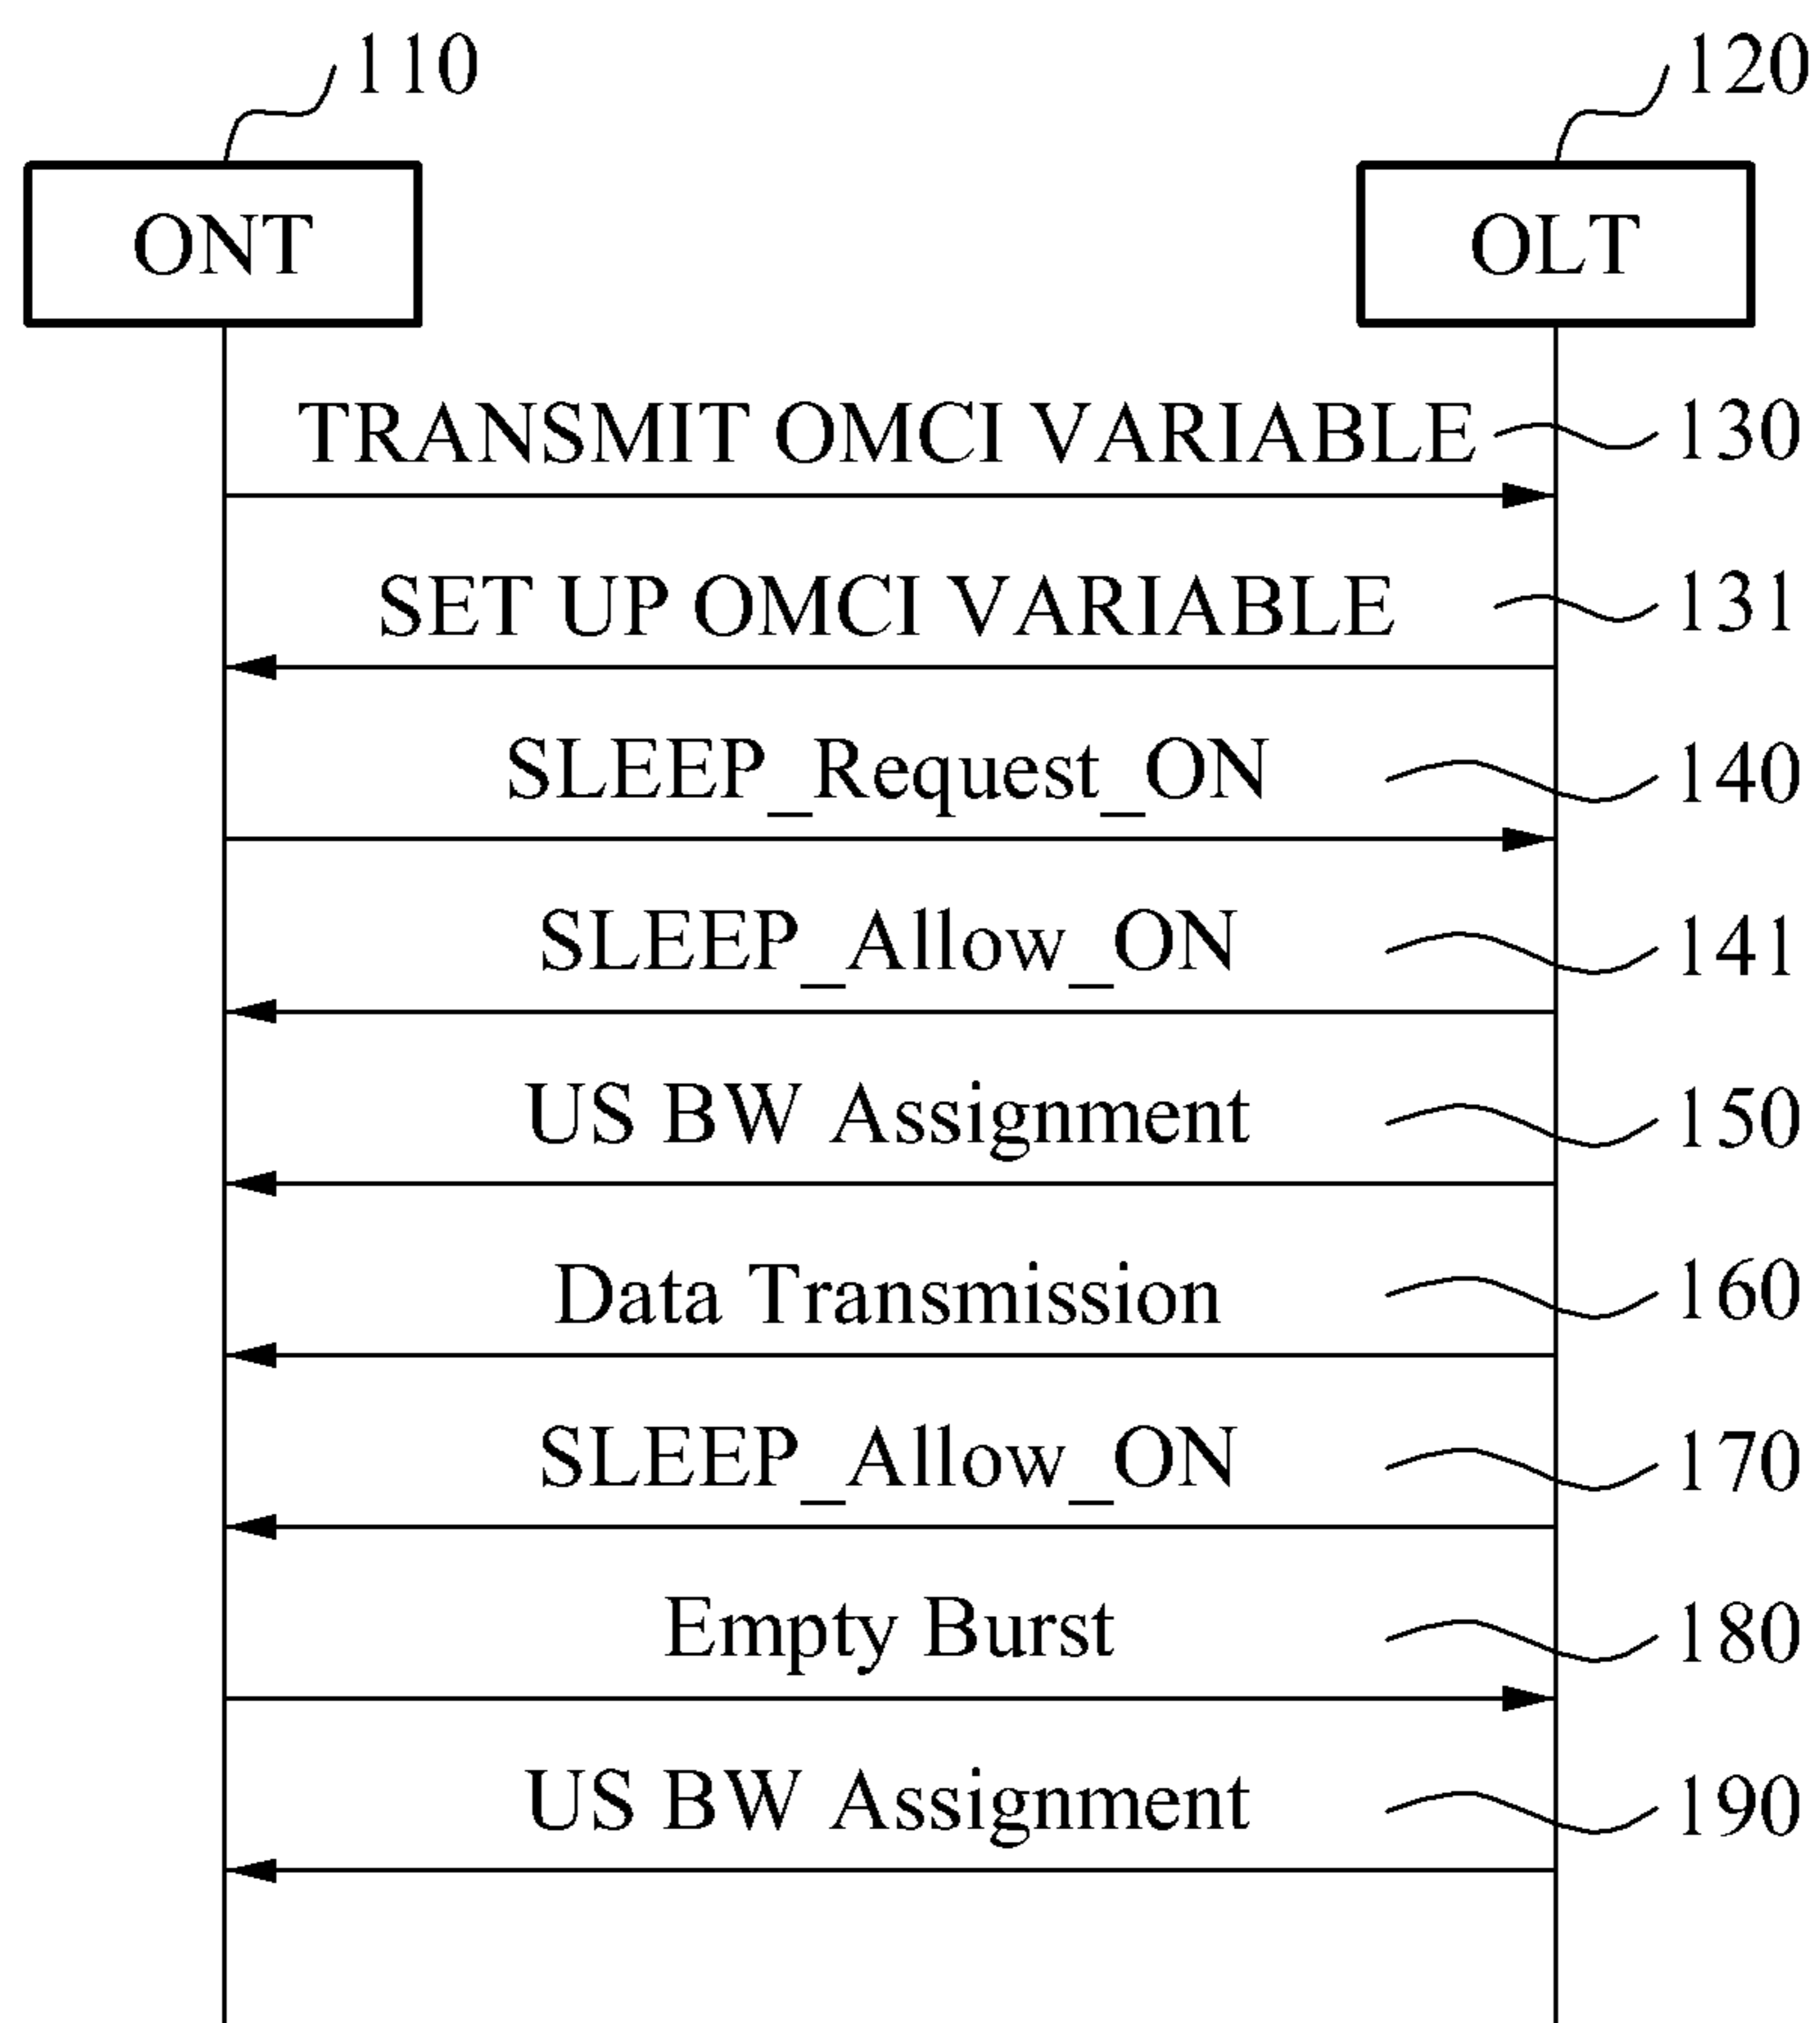 110 120
ONT OLT
TRANSMIT OMCI VARIABLE 130
SET UP OMCI VARIABLE 131
SLEEP_Request_ON 140
SLEEP_Allow_ON 141
US BW Assignment 150
Data Transmission 160
SLEEP_Allow_ON 170
Empty Burst 180
US BW Assignment 190